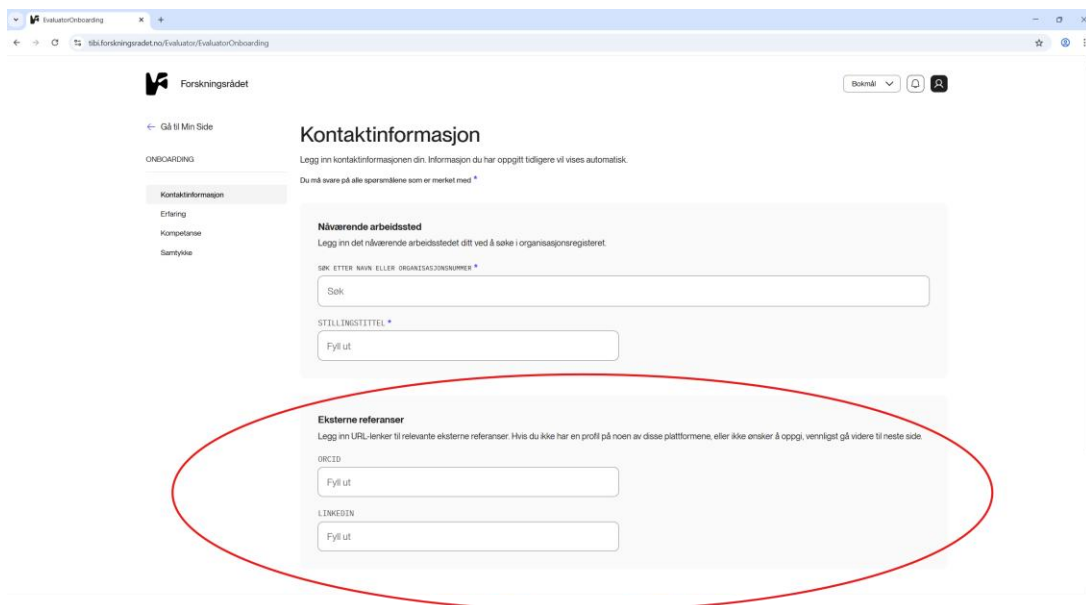 EvaluatorOnboarding
tibi.forskningsradet.no/Evaluator/EvaluatorOnboarding
Forskningsrådet
Bokmål
← Gå til Min Side
ONBOARDING
Kontaktinformasjon
Erfaring
Kompetanse
Samtykke
Kontaktinformasjon
Legg inn kontaktinformasjonen din. Informasjon du har oppgitt tidligere vil vises automatisk.
Du må svare på alle spørsmålene som er merket med *
Nåværende arbeidssted
Legg inn det nåværende arbeidsstedet ditt ved å søke i organisasjonsregisteret.
SØK ETTER NAVN ELLER ORGANISASJONSNUMMER *
Søk
STILLINGSTITTEL *
Fyll ut
Eksterne referanser
Legg inn URL-lenker til relevante eksterne referanser. Hvis du ikke har en profil på noen av disse plattformene, eller ikke ønsker å oppgi, vennligst gå videre til neste side.
ORCID
Fyll ut
LINKEDIN
Fyll ut